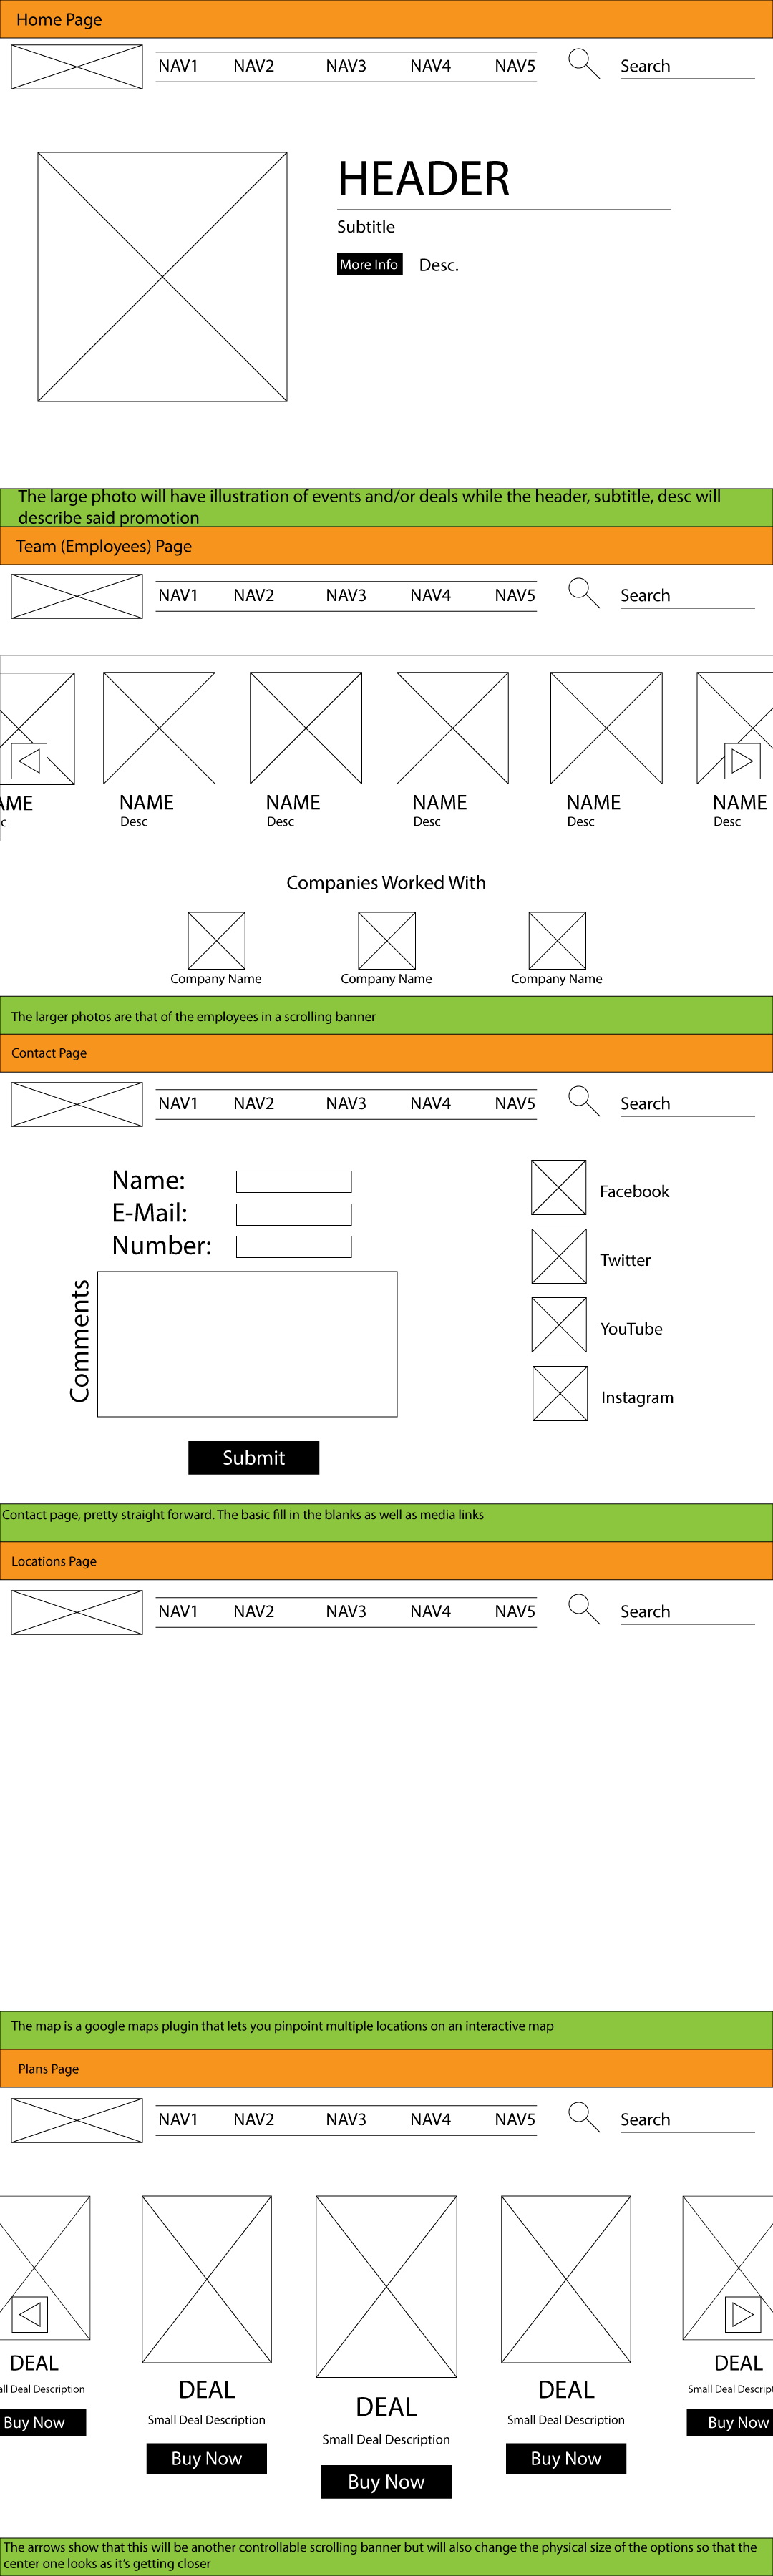 Home Page
NAV1 NAV2 NAV3 NAV4 NAV5 Search
HEADER
Subtitle
More Info Desc.
The large photo will have illustration of events and/or deals while the header, subtitle, desc will
describe said promotion
Team (Employees) Page
NAV1 NAV2 NAV3 NAV4 NAV5 Search
AME NAME NAME NAME NAME NAME
c Desc Desc Desc Desc Desc
Companies Worked With
Company Name Company Name Company Name
The larger photos are that of the employees in a scrolling banner
Contact Page
NAV1 NAV2 NAV3 NAV4 NAV5 Search
Name:
E-Mail:
Number:
Comments
Submit
Facebook
Twitter
YouTube
Instagram
Contact page, pretty straight forward. The basic fill in the blanks as well as media links
Locations Page
NAV1 NAV2 NAV3 NAV4 NAV5 Search
The map is a google maps plugin that lets you pinpoint multiple locations on an interactive map
Plans Page
NAV1 NAV2 NAV3 NAV4 NAV5 Search
DEAL
all Deal Description
Buy Now
DEAL
Small Deal Description
Buy Now
DEAL
Small Deal Description
Buy Now
DEAL
Small Deal Description
Buy Now
DEAL
Small Deal Descript
Buy Now
The arrows show that this will be another controllable scrolling banner but will also change the physical size of the options so that the
center one looks as it's getting closer